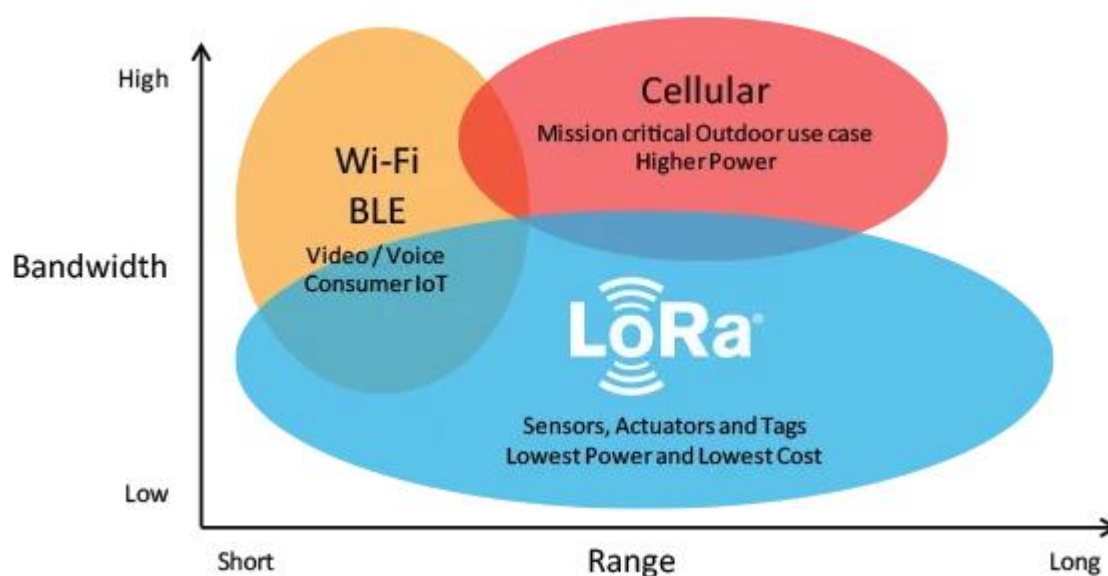 High
Cellular
Mission critical Outdoor use case
Higher Power
Wi-Fi
BLE
Video / Voice
Consumer IoT
Bandwidth
LoRa®
Sensors, Actuators and Tags
Lowest Power and Lowest Cost
Low
Short
Range
Long